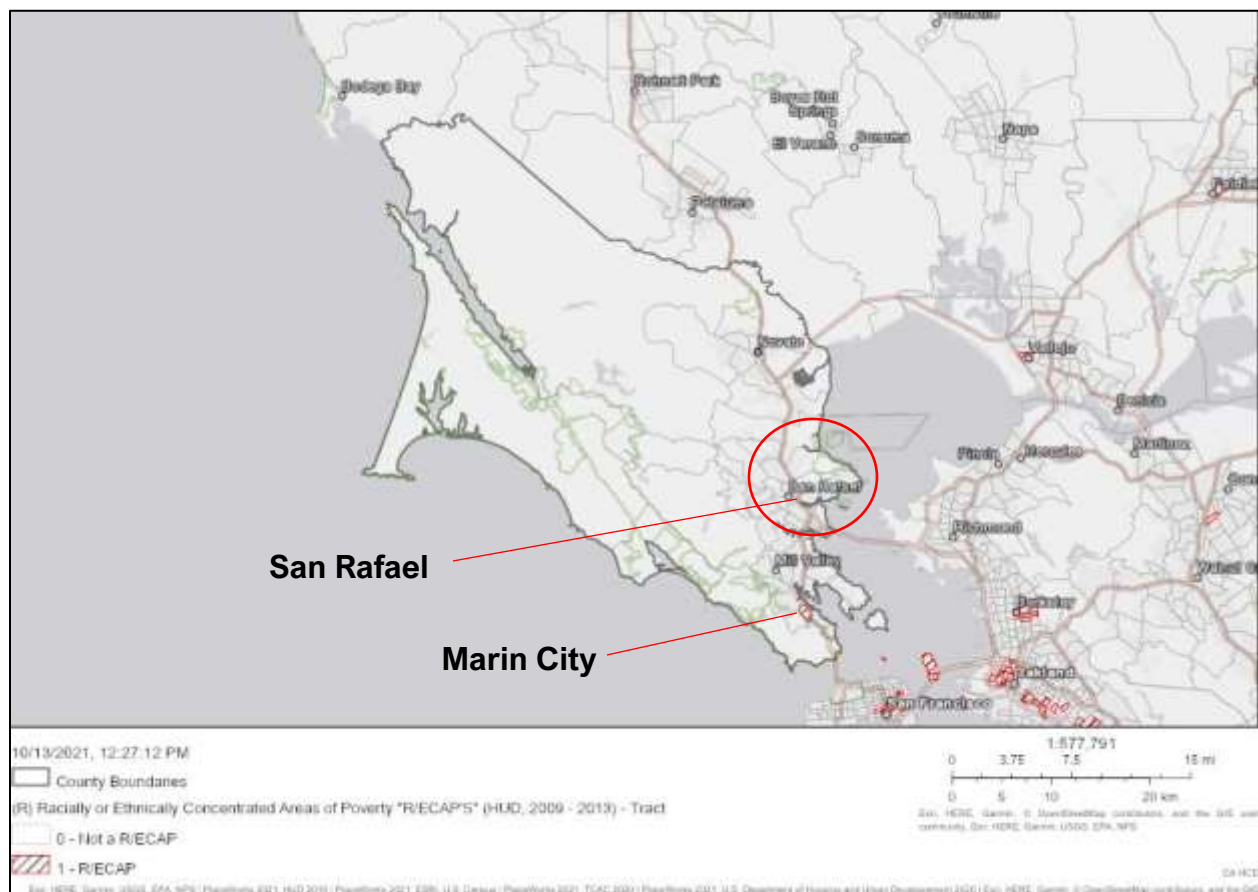 Bodega Bay
Rohnert Park
Boyes Hot
Springs
El Verano
Sonoma
Napa
Petaluma
Novato
Vallejo
Benicia
Martinez
Pinole
Hercules
San Rafael
Richmond
San Rafael
Mill Valley
Berkeley
Marin City
Oakland
San Francisco
10/13/2021, 12:27:12 PM
County Boundaries
(R) Racially or Ethnically Concentrated Areas of Poverty "R/ECAP'S" (HUD, 2009 - 2013) - Tract
0 - Not a R/ECAP
1 - R/ECAP
1:577,791
0 3.75 7.5 15 mi
0 5 10 20 km